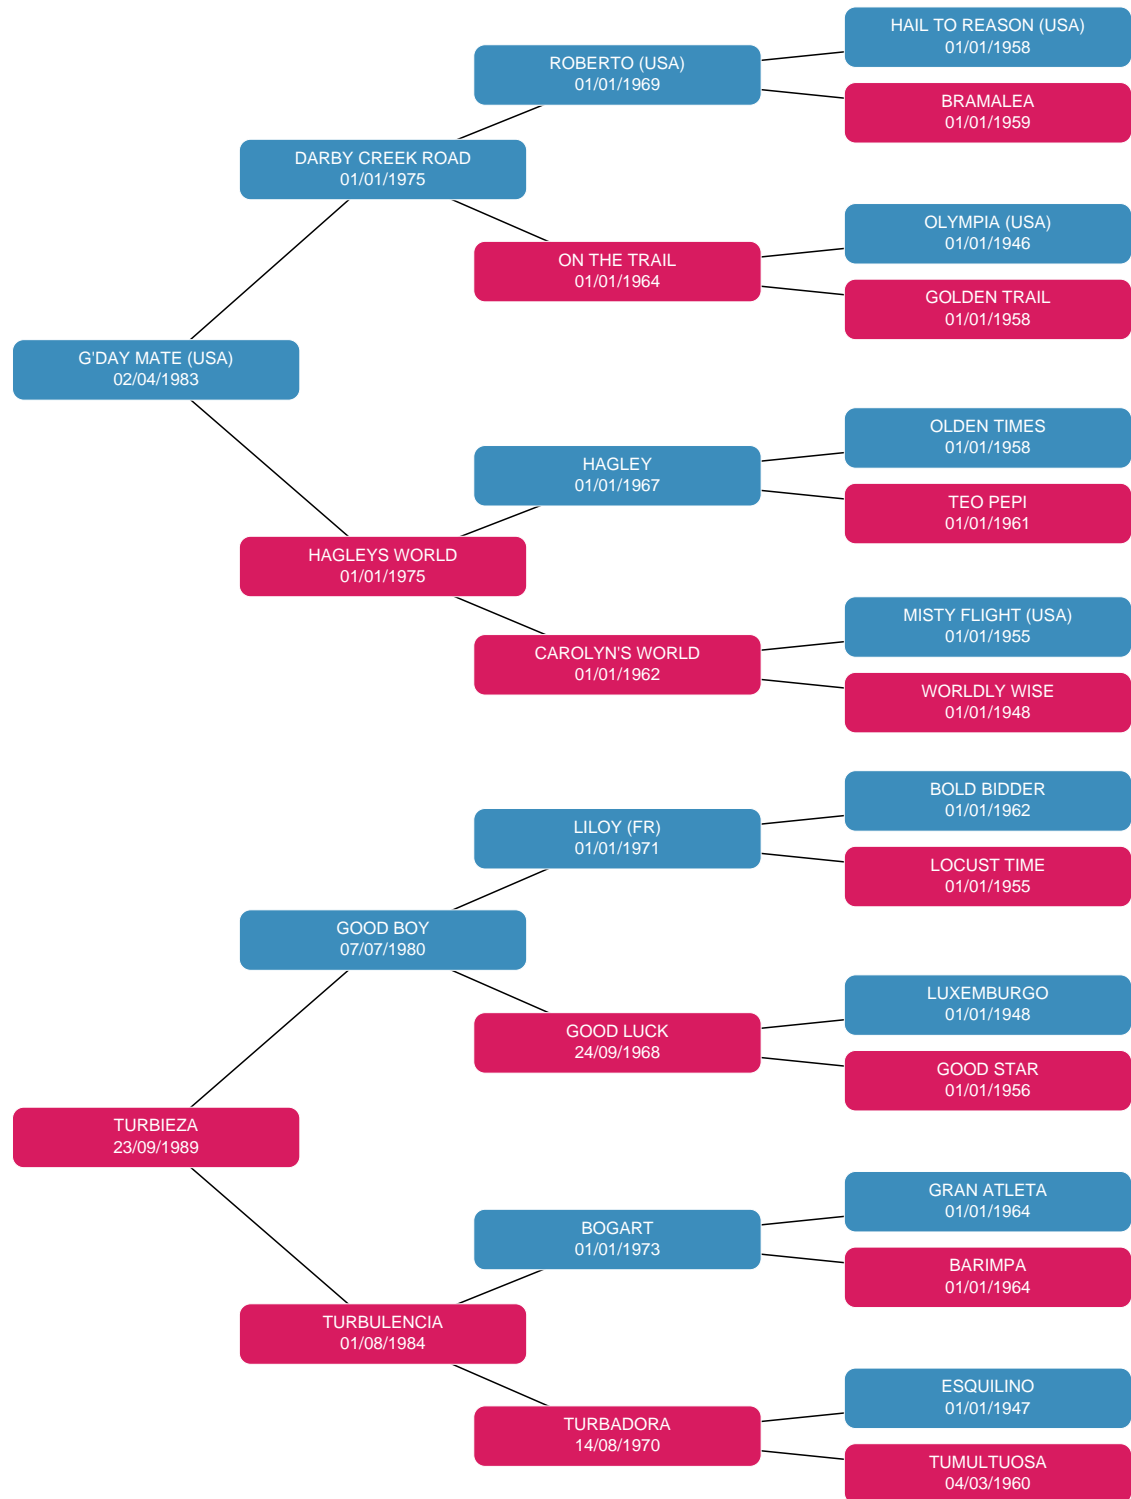 HAIL TO REASON (USA)
01/01/1958
ROBERTO (USA)
01/01/1969
BRAMALEA
01/01/1959
DARBY CREEK ROAD
01/01/1975
OLYMPIA (USA)
01/01/1946
ON THE TRAIL
01/01/1964
GOLDEN TRAIL
01/01/1958
G'DAY MATE (USA)
02/04/1983
OLDEN TIMES
01/01/1958
HAGLEY
01/01/1967
TEO PEPI
01/01/1961
HAGLEYS WORLD
01/01/1975
MISTY FLIGHT (USA)
01/01/1955
CAROLYN'S WORLD
01/01/1962
WORLDLY WISE
01/01/1948
BOLD BIDDER
01/01/1962
LILOY (FR)
01/01/1971
LOCUST TIME
01/01/1955
GOOD BOY
07/07/1980
LUXEMBURGO
01/01/1948
GOOD LUCK
24/09/1968
GOOD STAR
01/01/1956
TURBIEZA
23/09/1989
GRAN ATLETA
01/01/1964
BOGART
01/01/1973
BARIMPA
01/01/1964
TURBULENCIA
01/08/1984
ESQUILINO
01/01/1947
TURBADORA
14/08/1970
TUMULTUOSA
04/03/1960